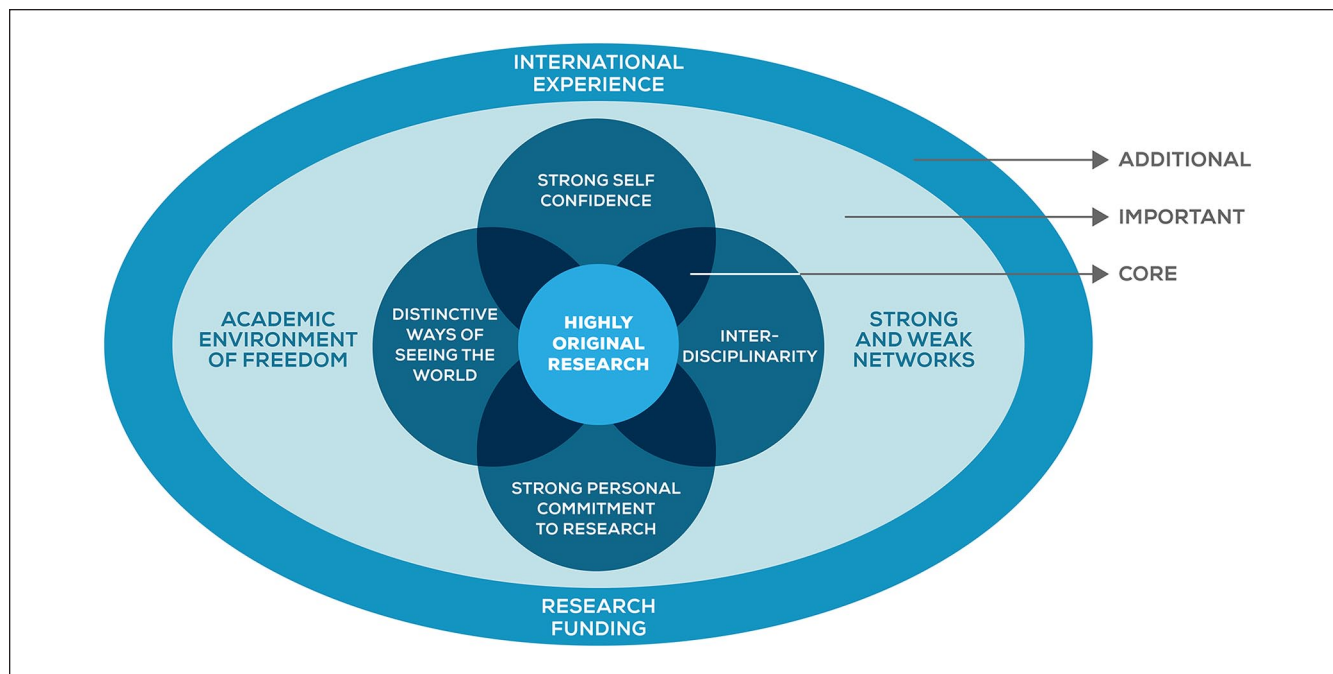 INTERNATIONAL
EXPERIENCE
ADDITIONAL
STRONG SELF
CONFIDENCE
IMPORTANT
CORE
ACADEMIC
ENVIRONMENT
OF FREEDOM
DISTINCTIVE
WAYS OF
SEEING THE
WORLD
HIGHLY
ORIGINAL
RESEARCH
INTER-
DISCIPLINARITY
STRONG
AND WEAK
NETWORKS
STRONG PERSONAL
COMMITMENT
TO RESEARCH
RESEARCH
FUNDING